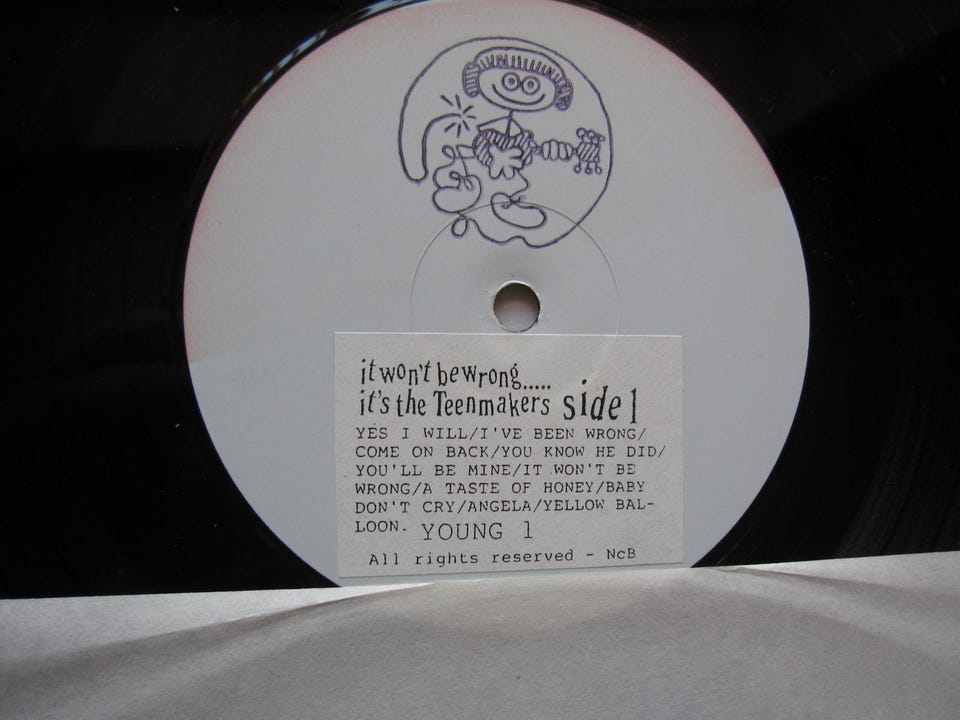 it won't be wrong.....
it's the Teenmakers side 1
YES I WILL/I'VE BEEN WRONG/
COME ON BACK/YOU KNOW HE DID/
YOU'LL BE MINE/IT WON'T BE
WRONG/A TASTE OF HONEY/BABY
DON'T CRY/ANGELA/YELLOW BAL-
LOON. YOUNG 1
All rights reserved - NcB